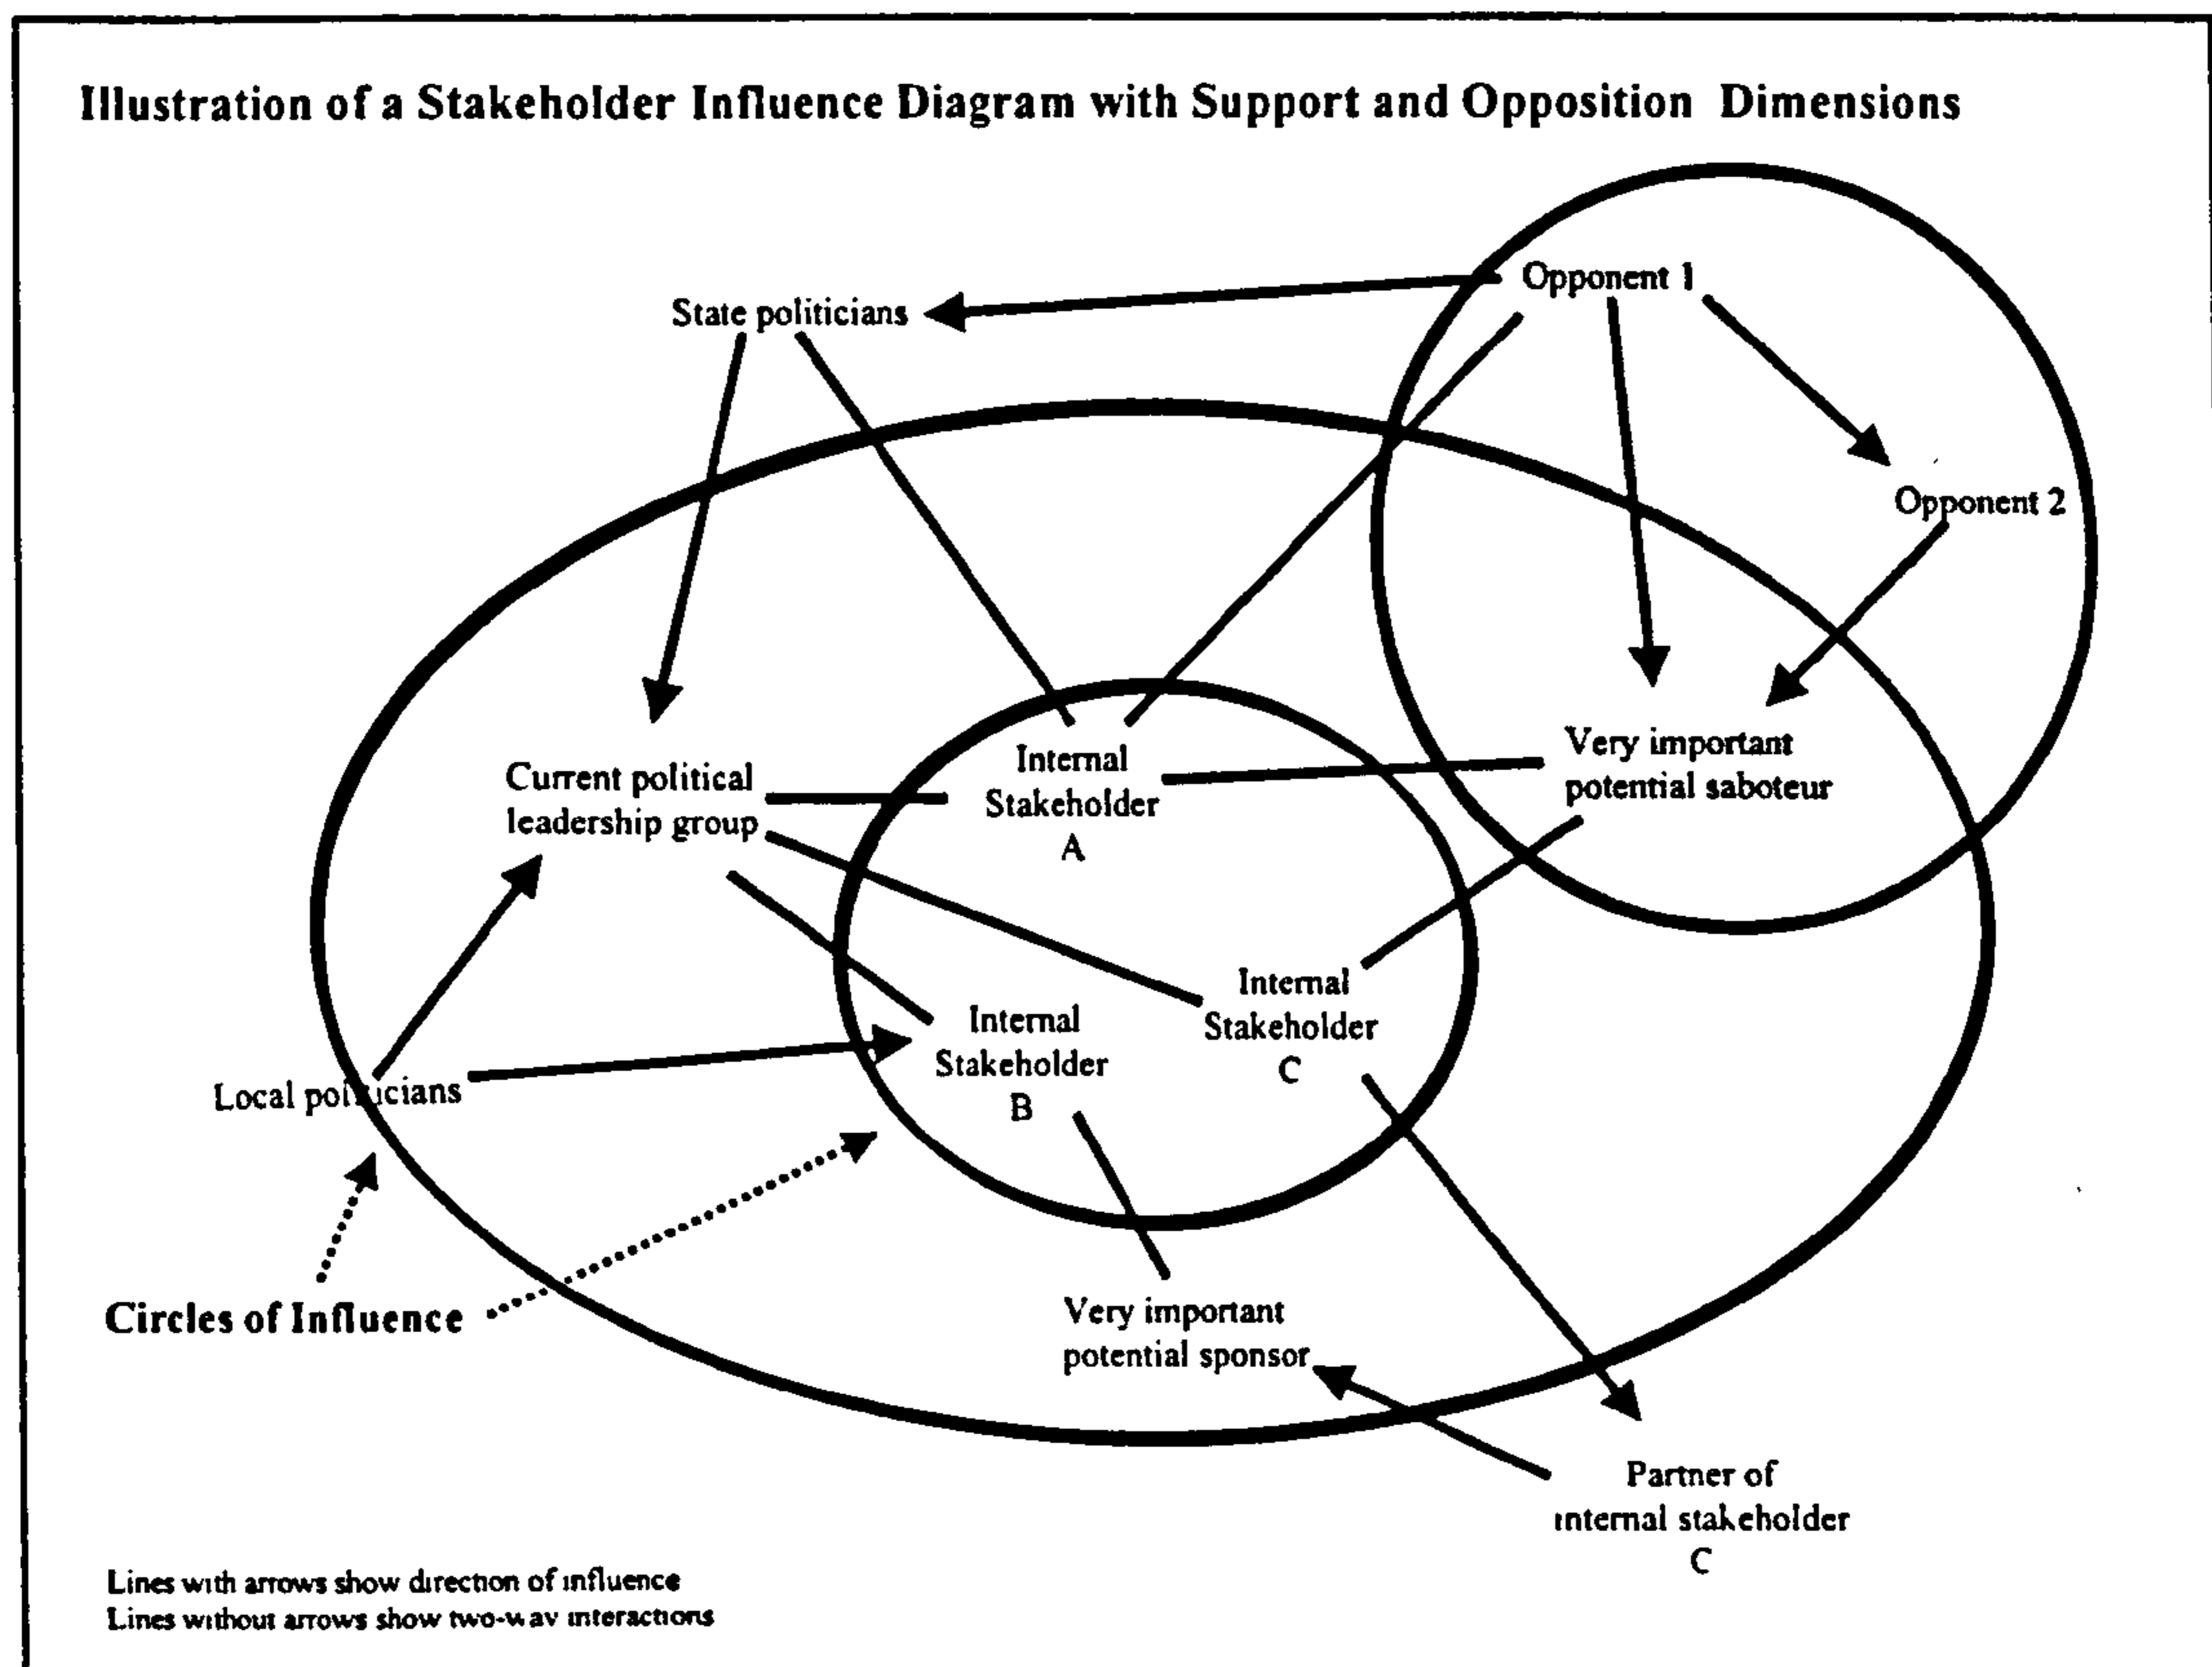 Illustration of a Stakeholder Influence Diagram with Support and Opposition Dimensions
Opponent 1
State politicians
Opponent 2
Very important
potential saboteur
Internal
Stakeholder
A
Current political
leadership group
Internal
Stakeholder
C
Internal
Stakeholder
B
Local politicians
Circles of Influence
Very important
potential sponsor
Partner of
internal stakeholder
C
Lines with arrows show direction of influence
Lines without arrows show two-way interactions